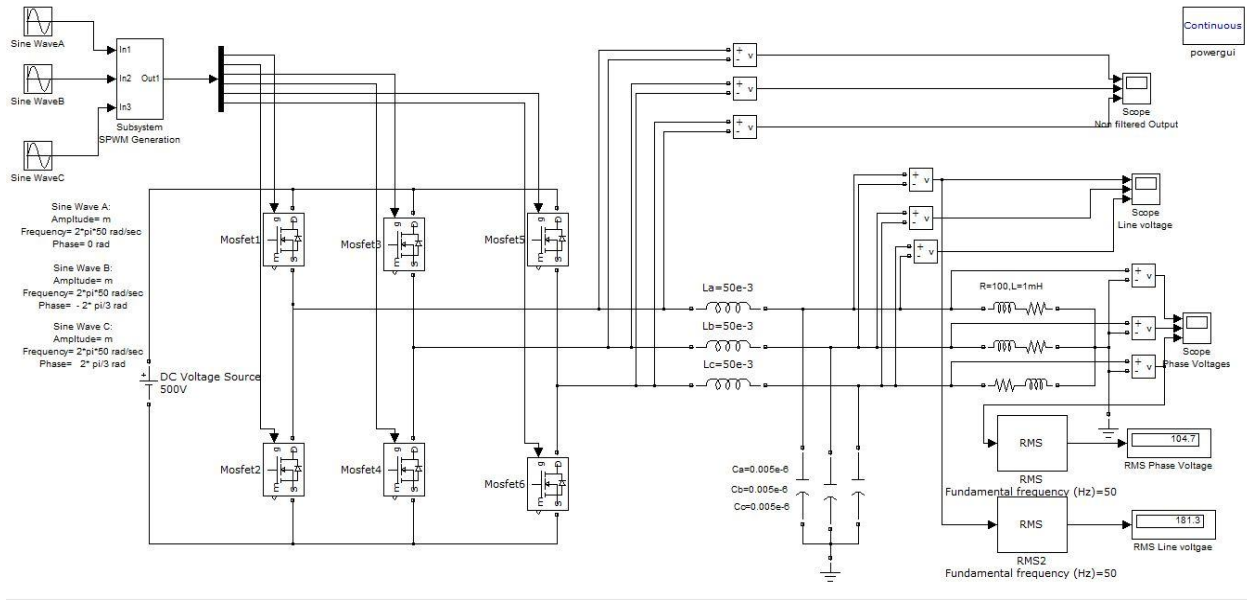 Sine WaveA
Sine WaveB
Sine WaveC
In1
In2
In3
Out1
Subsystem
SPWM Generation
Continuous
powergui
+
-
v
+
-
v
+
-
v
Scope
Non filtered Output
+
-
v
+
-
v
+
-
v
Scope
Line voltage
Sine Wave A:
Ampltude= m
Frequency= 2*pi*50 rad/sec
Phase= 0 rad
Sine Wave B:
Ampltude= m
Frequency= 2*pi*50 rad/sec
Phase= - 2* pi/3 rad
Sine Wave C:
Ampltude= m
Frequency= 2*pi*50 rad/sec
Phase= 2* pi/3 rad
Mosfet1
g
D
m
S
Mosfet3
g
D
m
S
Mosfet5
g
D
m
S
La=50e-3
Lb=50e-3
Lc=50e-3
R=100,L=1mH
+
-
v
+
-
v
+
-
v
Scope
Phase Voltages
+
DC Voltage Source
500V
Mosfet2
g
D
m
S
Mosfet4
g
D
m
S
Mosfet6
g
D
m
S
Ca=0.005e-6
Cb=0.005e-6
Cc=0.005e-6
RMS
104.7
RMS Phase Voltage
RMS
Fundamental frequency (Hz)=50
RMS
181.3
RMS Line voltgae
RMS2
Fundamental frequency (Hz)=50